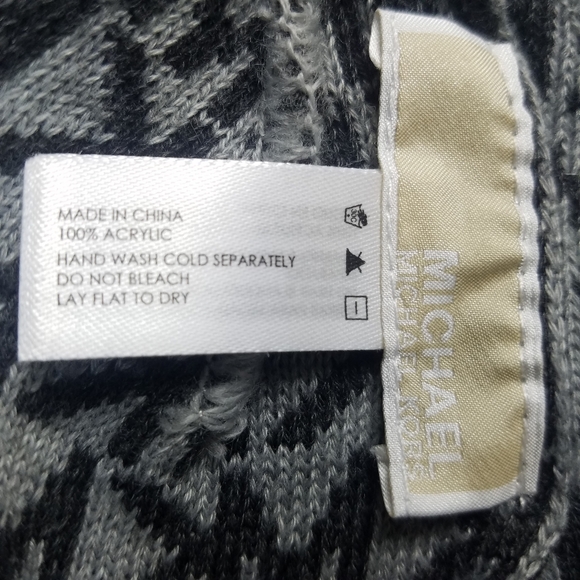 MADE IN CHINA
100% ACRYLIC
HAND WASH COLD SEPARATELY
DO NOT BLEACH
LAY FLAT TO DRY
MICHAEL
MICHAEL KORS